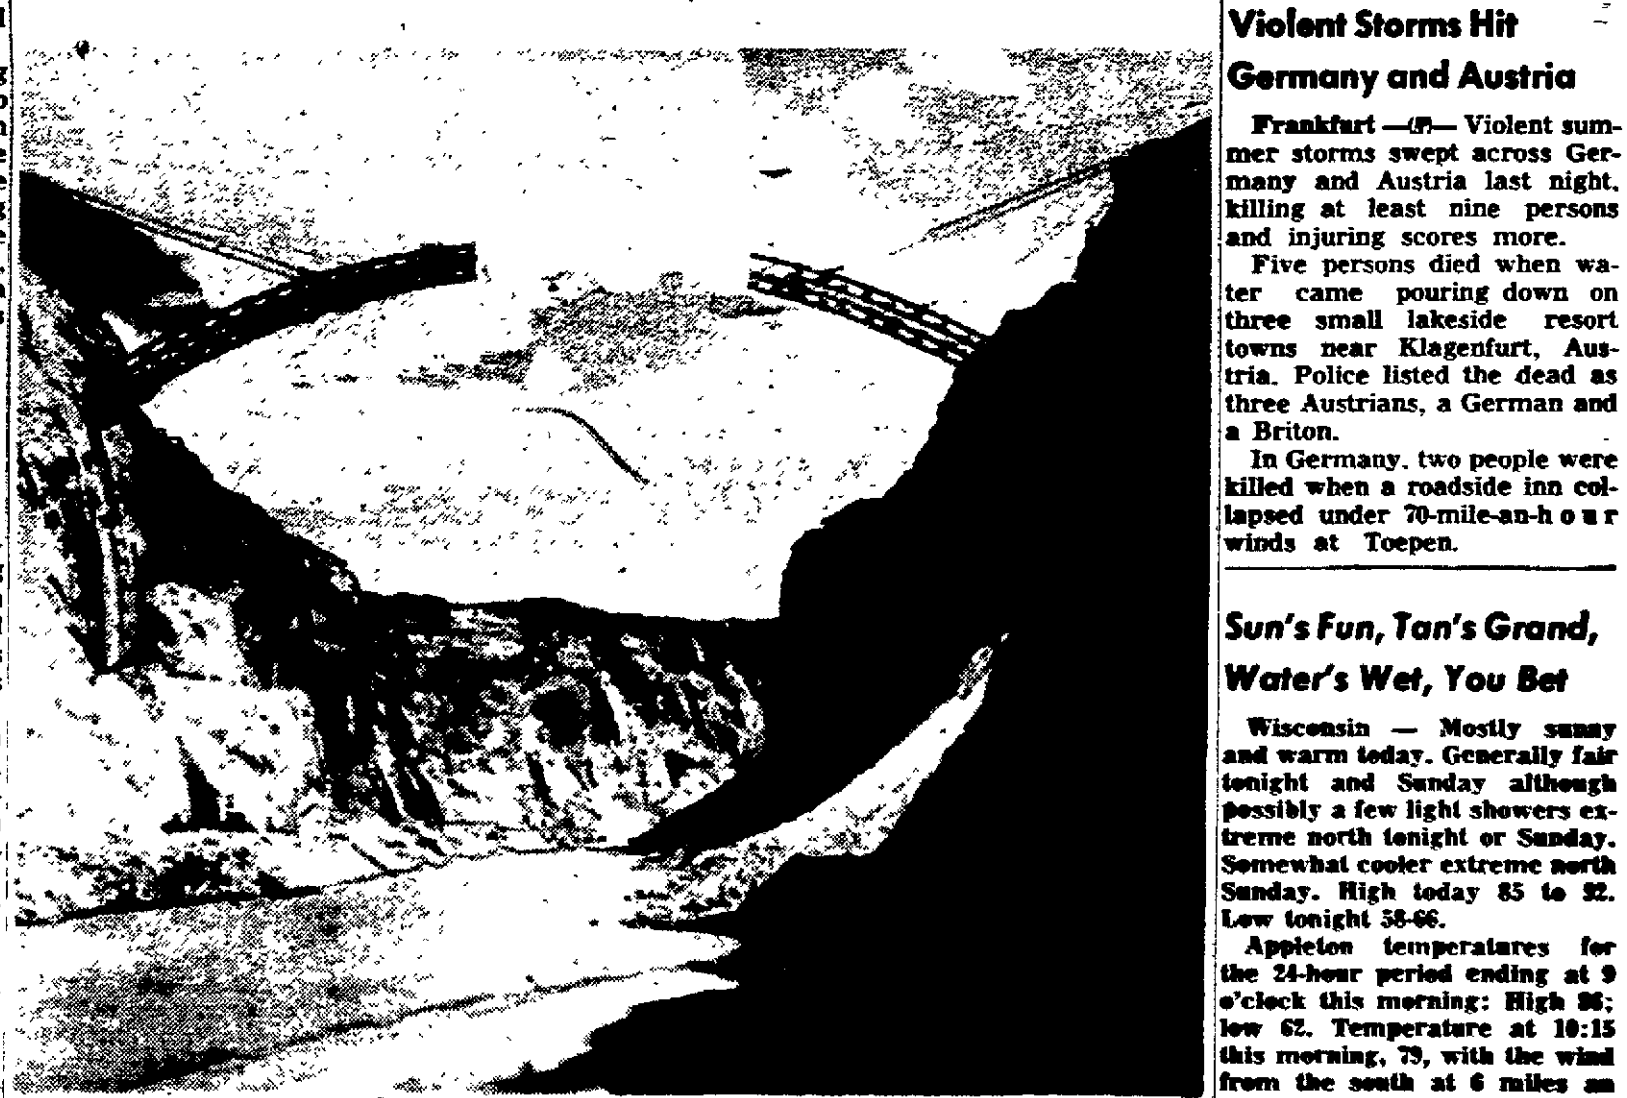 Violent Storms Hit
Germany and Austria
Frankfurt —(AP)— Violent sum-
mer storms swept across Ger-
many and Austria last night,
killing at least nine persons
and injuring scores more.
Five persons died when wa-
ter came pouring down on
three small lakeside resort
towns near Klagenfurt, Aus-
tria. Police listed the dead as
three Austrians, a German and
a Briton.
In Germany, two people were
killed when a roadside inn col-
lapsed under 70-mile-an-hour
winds at Toepen.
Sun's Fun, Tan's Grand,
Water's Wet, You Bet
Wisconsin — Mostly sunny
and warm today. Generally fair
tonight and Sunday although
possibly a few light showers ex-
treme north tonight or Sunday.
Somewhat cooler extreme north
Sunday. High today 85 to 92.
Low tonight 58-66.
Appleton temperatures for
the 24-hour period ending at 9
o'clock this morning: High 86;
low 62. Temperature at 10:15
this morning, 79, with the wind
from the south at 6 miles an